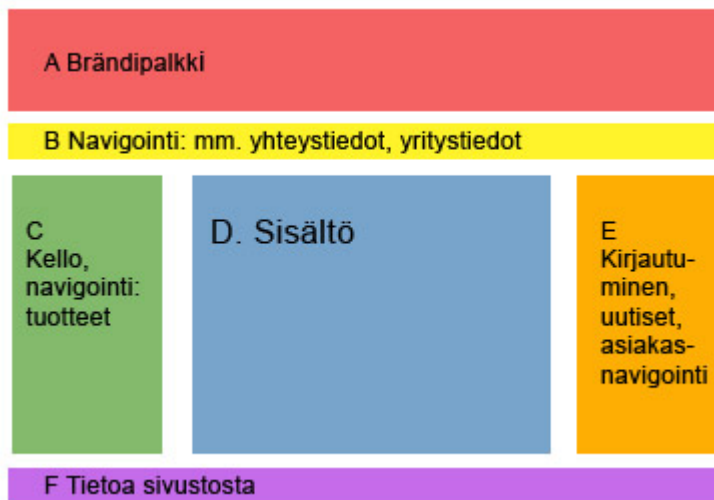 A Brändipalkki
B Navigointi: mm. yhteystiedot, yritystiedot
C
Kello,
navigointi:
tuotteet
D. Sisältö
E
Kirjautu-
minen,
uutiset,
asiakas-
navigointi
F Tietoa sivustosta